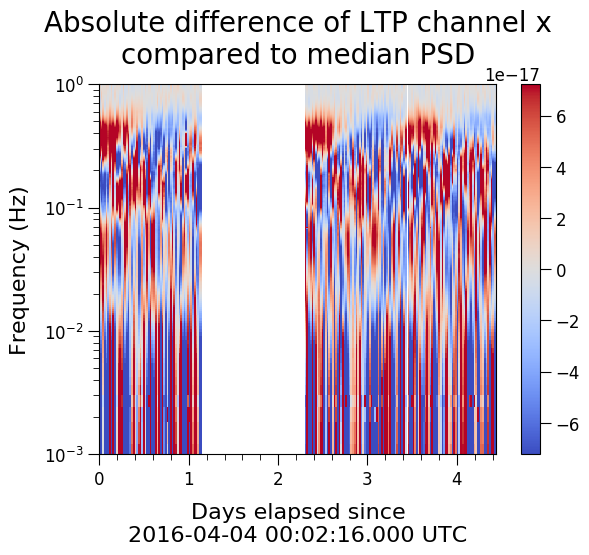 Absolute difference of LTP channel x
compared to median PSD
1e−17
10⁰
10⁻¹
10⁻²
10⁻³
Frequency (Hz)
0
1
2
3
4
6
4
2
0
−2
−4
−6
Days elapsed since
2016-04-04 00:02:16.000 UTC